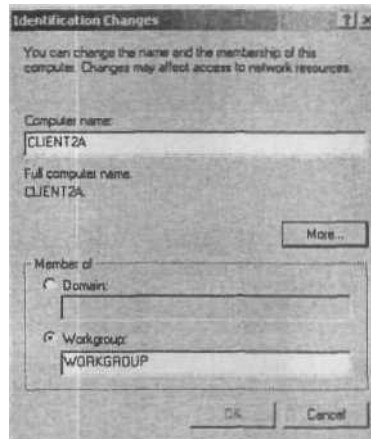 Identification Changes
You can change the name and the membership of this
computer. Changes may affect access to network resources.
Computer name:
CLIENT2A
Full computer name:
CLIENT2A.
More...
Member of
Domain:
Workgroup:
WORKGROUP
OK
Cancel